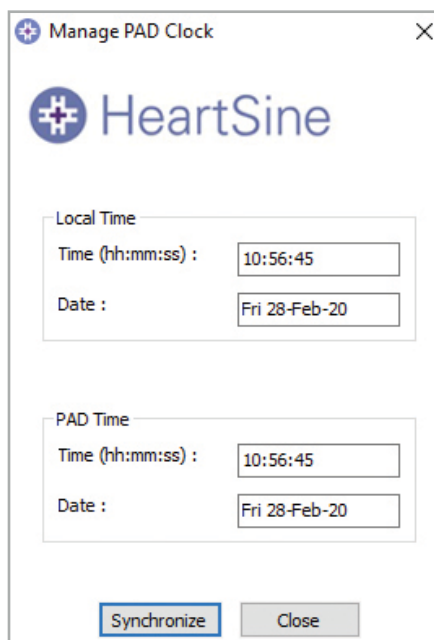 Manage PAD Clock
HeartSine
Local Time
Time (hh:mm:ss) : 10:56:45
Date : Fri 28-Feb-20
PAD Time
Time (hh:mm:ss) : 10:56:45
Date : Fri 28-Feb-20
Synchronize Close